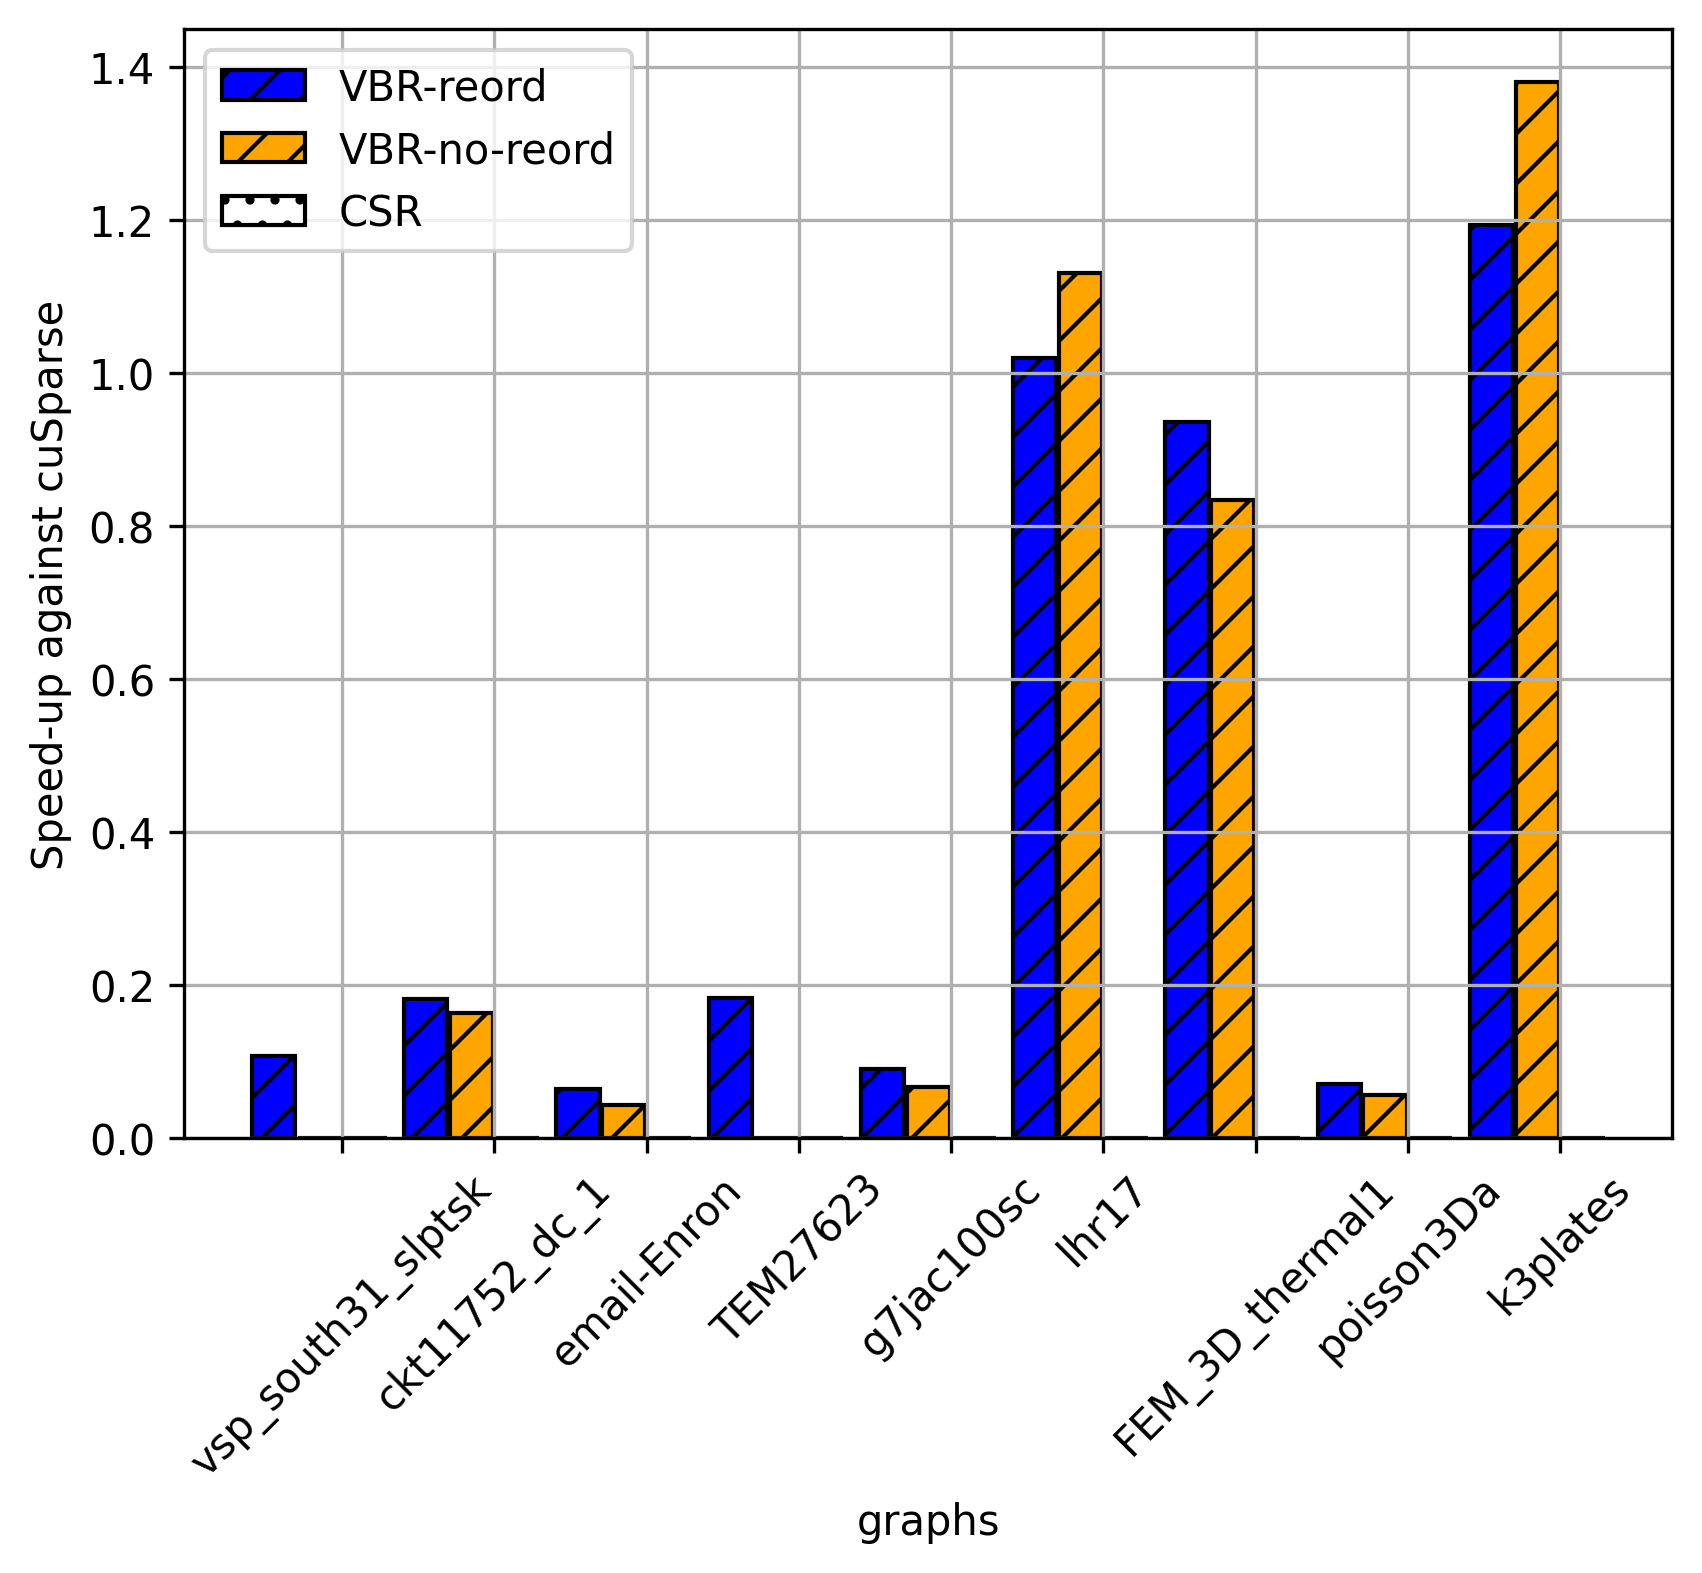 VBR-reord
VBR-no-reord
CSR
Speed-up against cuSparse
1.4
1.2
1.0
0.8
0.6
0.4
0.2
0.0
vsp_south31_slptsk
ckt11752_dc_1
email-Enron
TEM27623
g7jac100sc
lhr17
FEM_3D_thermal1
poisson3Da
k3plates
graphs